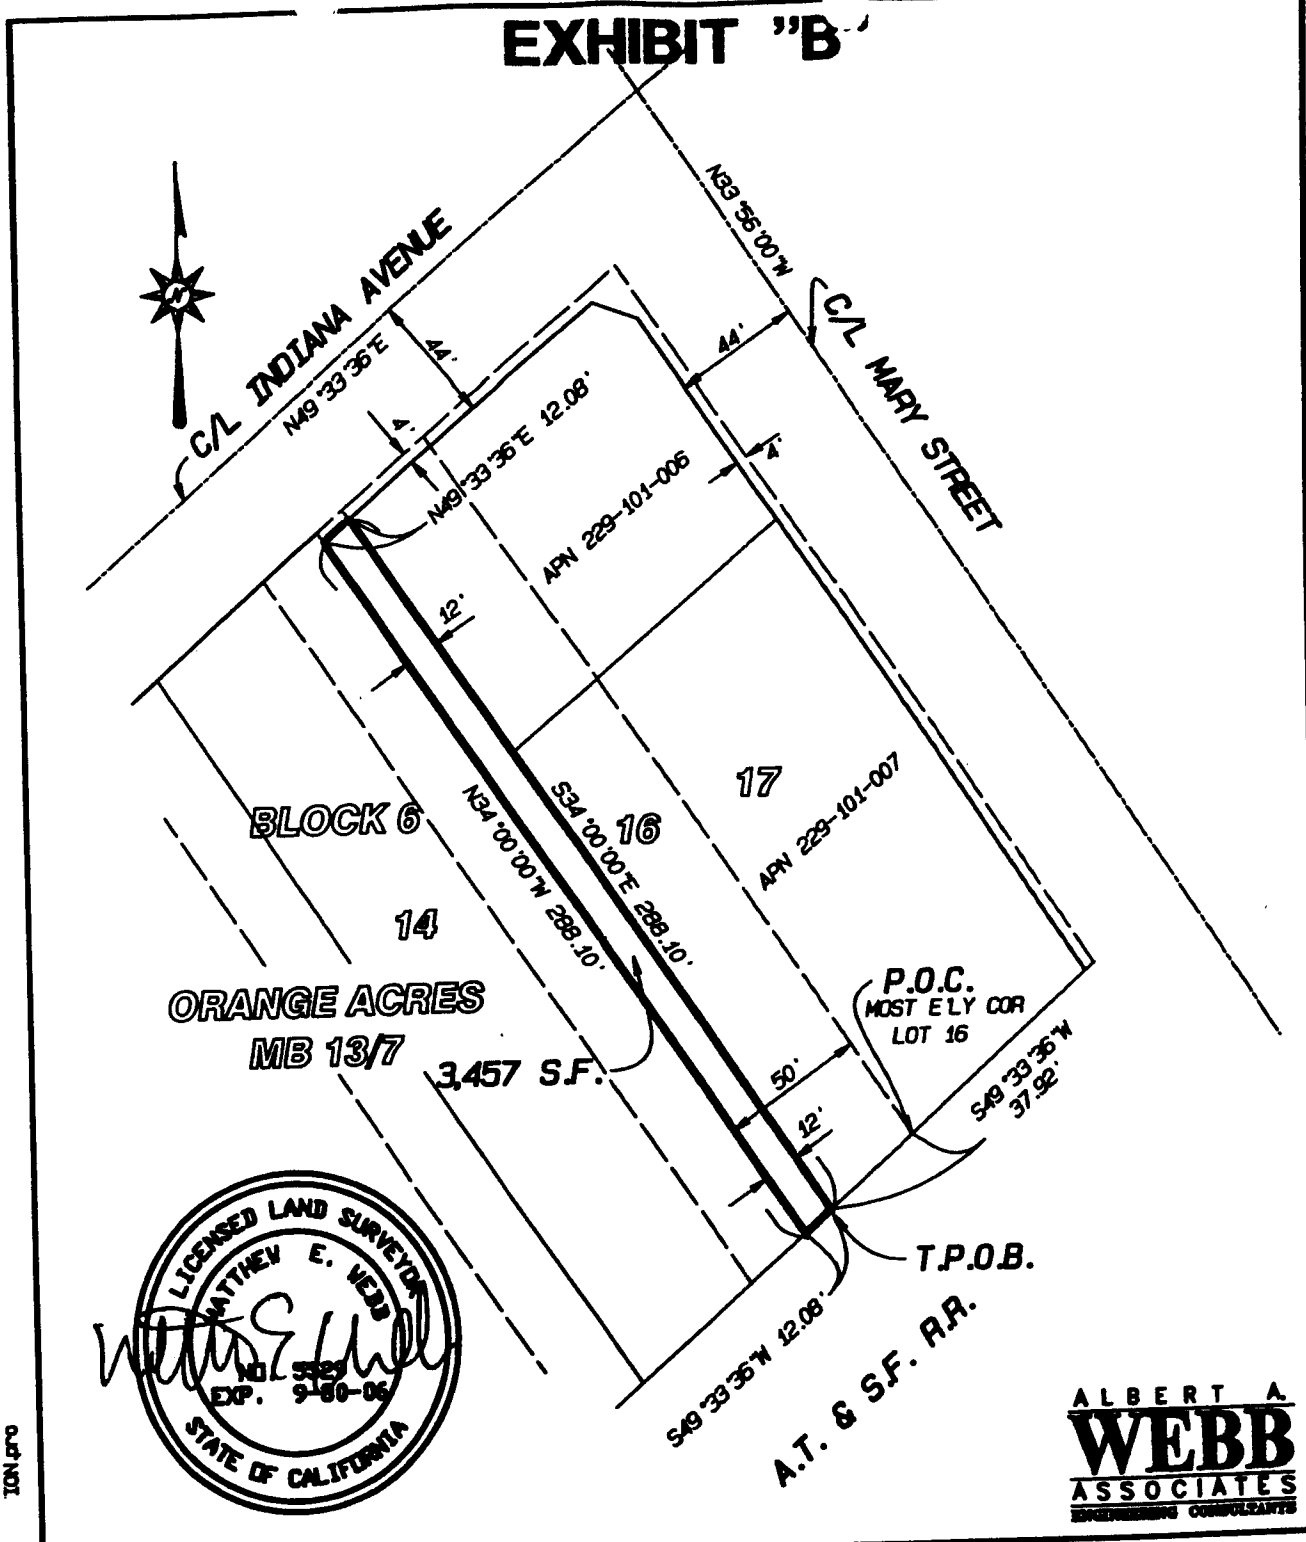 EXHIBIT "B"
N33°56'00"W
C/L INDIANA AVENUE
N49°33'36"E
44'
44'
C/L MARY STREET
4'
4'
N49°33'36"E 12.08'
APN 229-101-006
12'
BLOCK 6
N34°00'00"W 288.10'
S34°00'00"E 288.10'
16
17
APN 229-101-007
14
ORANGE ACRES
MB 13/7
3,457 S.F.
P.O.C.
MOST E'LY COR
LOT 16
S49°33'36"W
37.92'
50'
12'
T.P.O.B.
S49°33'36"W 12.08'
A.T. & S.F. R.R.
LICENSED LAND SURVEYOR
MATTHEW E. WEBB
NO 5529
EXP. 9-30-06
STATE OF CALIFORNIA
ALBERT A.
WEBB
ASSOCIATES
ENGINEERING CONSULTANTS